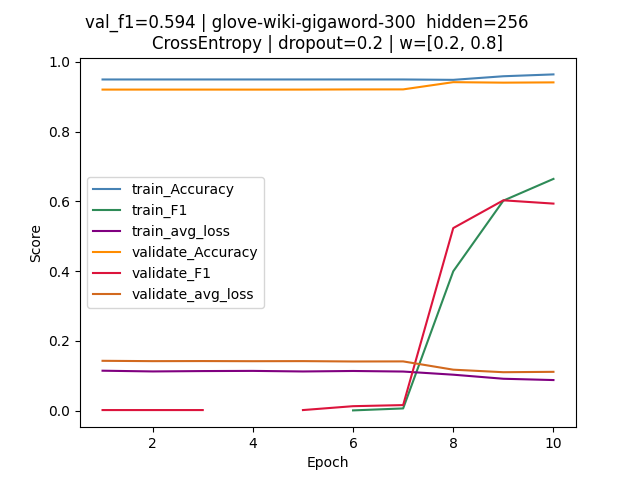 val_f1=0.594 | glove-wiki-gigaword-300  hidden=256
CrossEntropy | dropout=0.2 | w=[0.2, 0.8]
1.0
0.8
0.6
0.4
0.2
0.0
Score
train_Accuracy
train_F1
train_avg_loss
validate_Accuracy
validate_F1
validate_avg_loss
2
4
6
8
10
Epoch